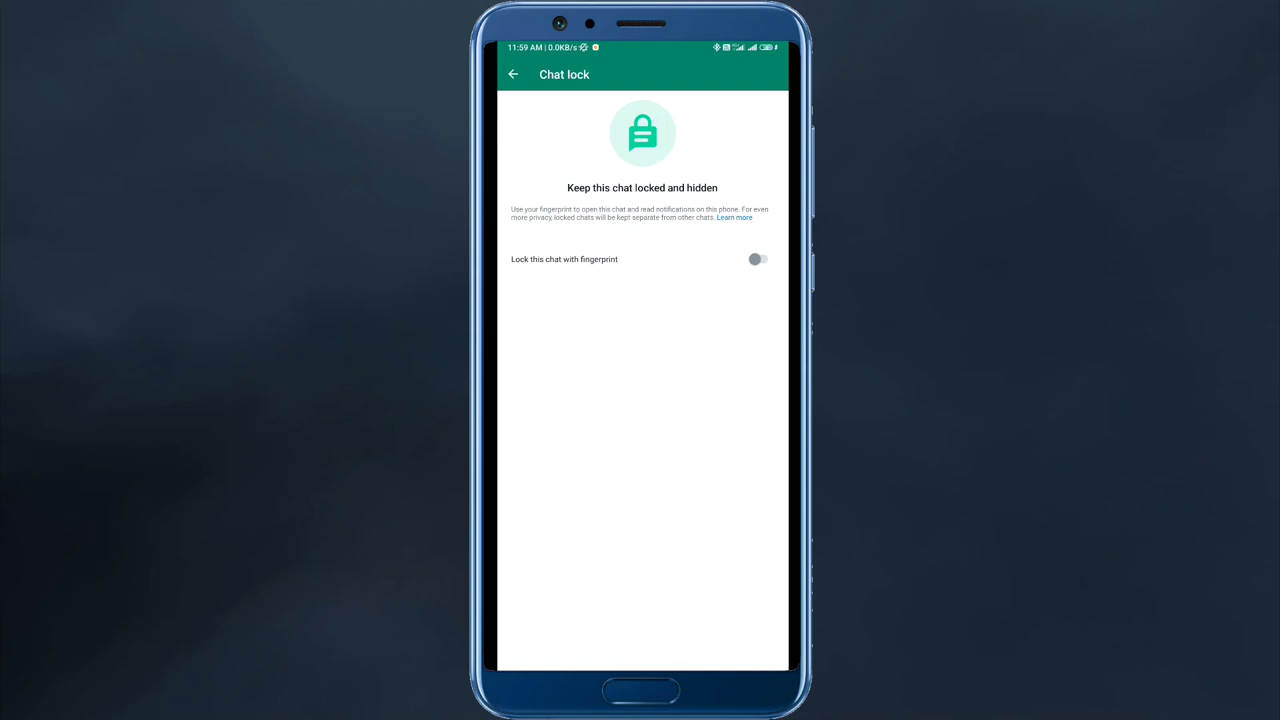 11:59 AM | 0.0KB/s
Chat lock
Keep this chat locked and hidden
Use your fingerprint to open this chat and read notifications on this phone. For even
more privacy, locked chats will be kept separate from other chats. Learn more
Lock this chat with fingerprint